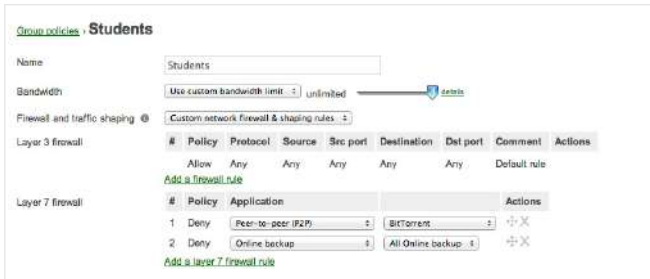 Group policies › Students
Name Students
Bandwidth Use custom bandwidth limit unlimited details
Firewall and traffic shaping Custom network firewall & shaping rules
Layer 3 firewall # Policy Protocol Source Src port Destination Dst port Comment Actions
Allow Any Any Any Any Any Default rule
Add a firewall rule
Layer 7 firewall # Policy Application Actions
1 Deny Peer-to-peer (P2P) BitTorrent
2 Deny Online backup All Online backup
Add a layer 7 firewall rule